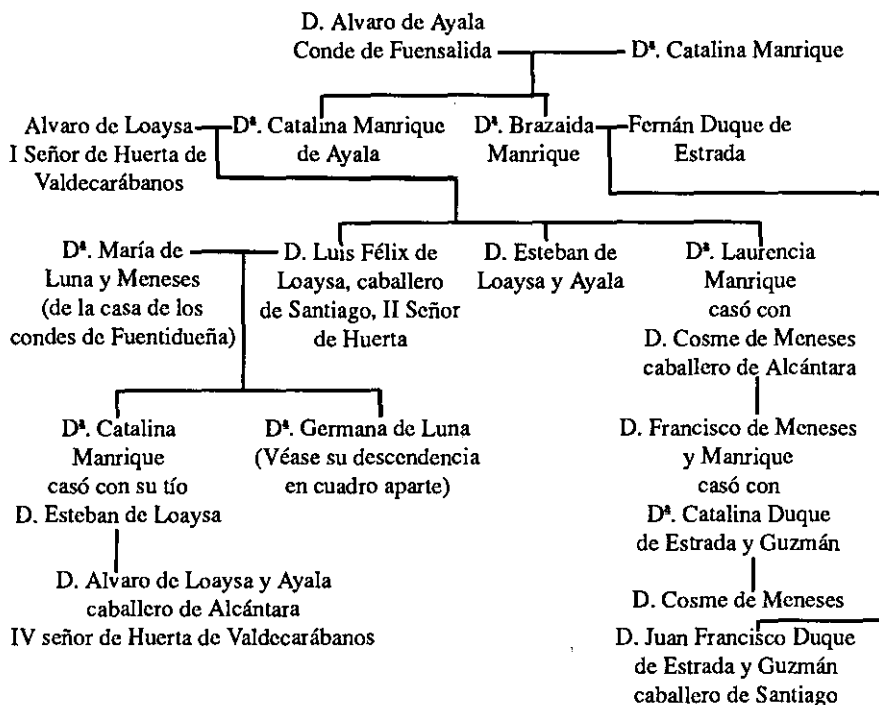 D. Alvaro de Ayala
Conde de Fuensalida
Dª. Catalina Manrique
Alvaro de Loaysa
I Señor de Huerta de
Valdecarábanos
Dª. Catalina Manrique
de Ayala
Dª. Brazaida
Manrique
Fernán Duque de
Estrada
Dª. María de
Luna y Meneses
(de la casa de los
condes de Fuentidueña)
D. Luis Félix de
Loaysa, caballero
de Santiago, II Señor
de Huerta
D. Esteban de
Loaysa y Ayala
Dª. Laurencia
Manrique
casó con
D. Cosme de Meneses
caballero de Alcántara
Dª. Catalina
Manrique
casó con su tío
D. Esteban de Loaysa
Dª. Germana de Luna
(Véase su descendencia
en cuadro aparte)
D. Francisco de Meneses
y Manrique
casó con
Dª. Catalina Duque
de Estrada y Guzmán
D. Alvaro de Loaysa y Ayala
caballero de Alcántara
IV señor de Huerta de Valdecarábanos
D. Cosme de Meneses
D. Juan Francisco Duque
de Estrada y Guzmán
caballero de Santiago